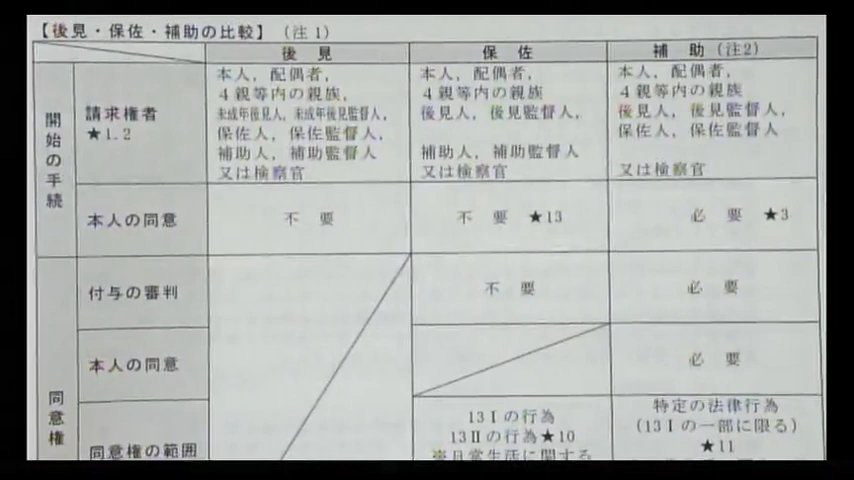 【後見・保佐・補助の比較】（注1）
後見
保佐
補助（注2）
開始の手続
請求権者
★1.2
本人，配偶者，
４親等内の親族，
未成年後見人，未成年後見監督人，
保佐人，保佐監督人，
補助人，補助監督人
又は検察官
本人，配偶者，
４親等内の親族
後見人，後見監督人，
補助人，補助監督人
又は検察官
本人，配偶者，
４親等内の親族
後見人，後見監督人，
保佐人，保佐監督人
又は検察官
本人の同意
不要
不要 ★13
必要 ★3
同意権
付与の審判
不要
必要
本人の同意
必要
同意権の範囲
13Ⅰの行為
13Ⅱの行為★10
※日常生活に関する
特定の法律行為
（13Ⅰの一部に限る）
★11